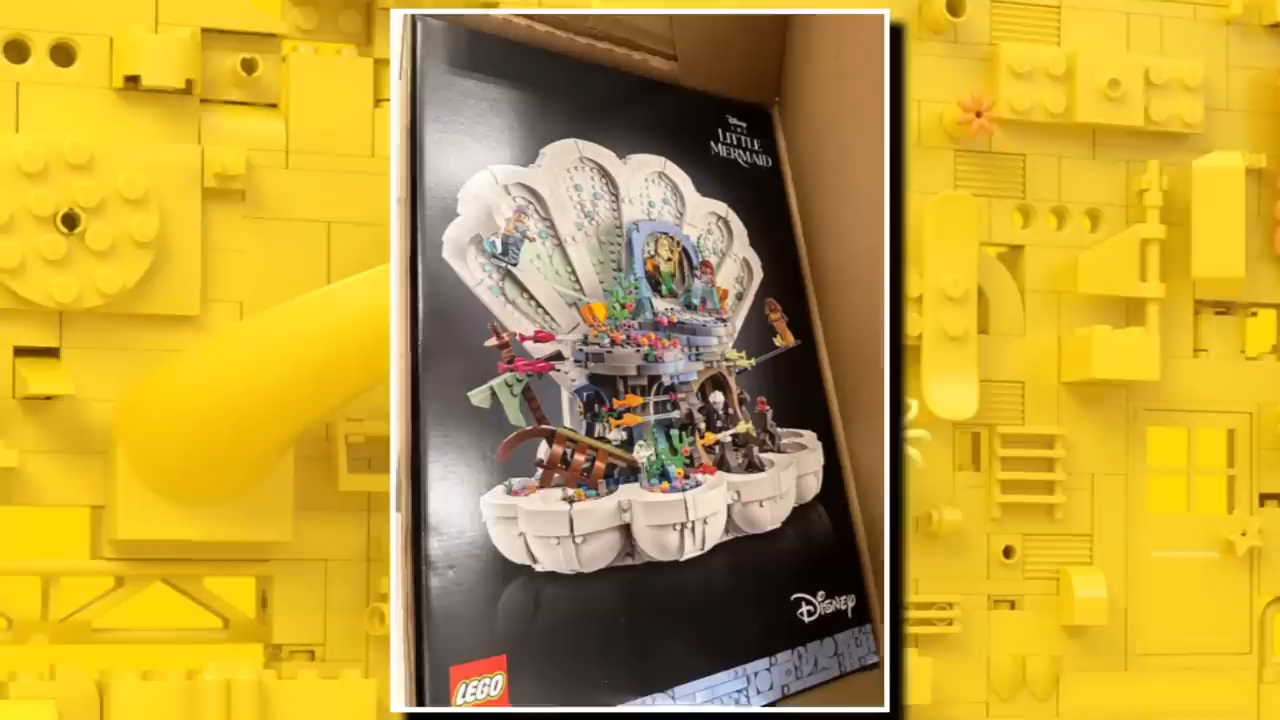 Disney
THE
LITTLE
MERMAID
Disney
LEGO